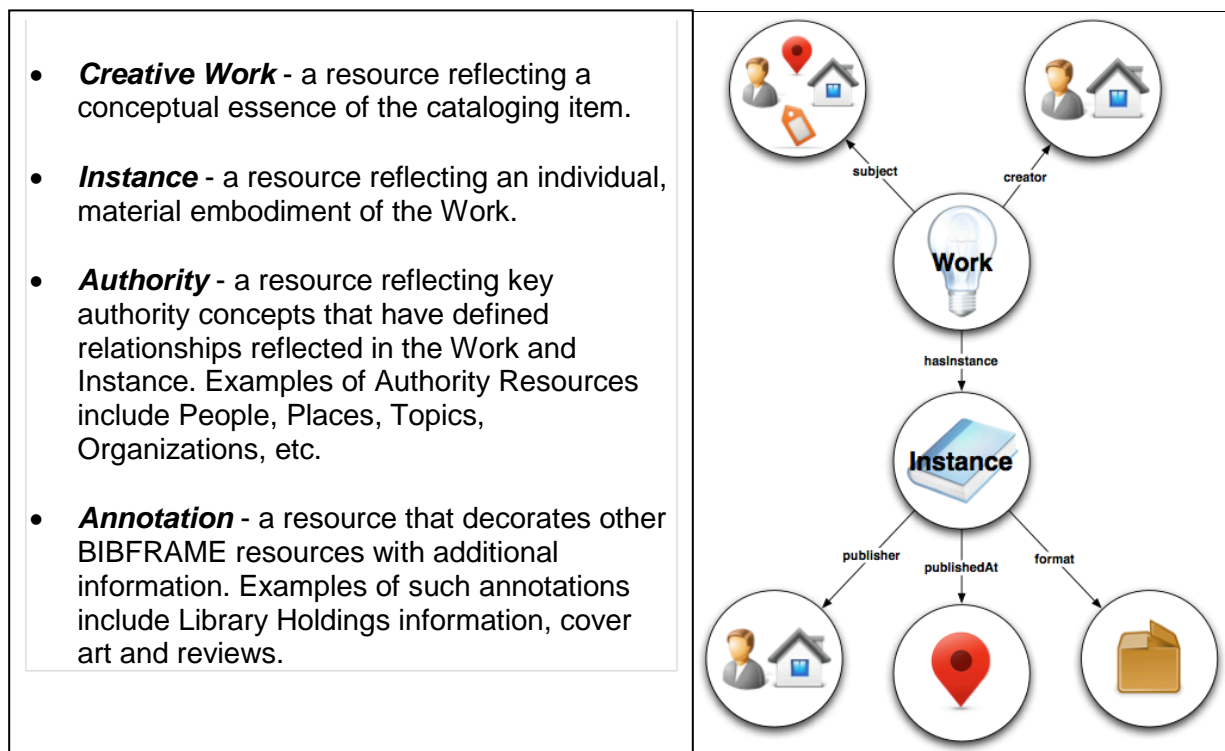 • Creative Work - a resource reflecting a
conceptual essence of the cataloging item.
• Instance - a resource reflecting an individual,
material embodiment of the Work.
• Authority - a resource reflecting key
authority concepts that have defined
relationships reflected in the Work and
Instance. Examples of Authority Resources
include People, Places, Topics,
Organizations, etc.
• Annotation - a resource that decorates other
BIBFRAME resources with additional
information. Examples of such annotations
include Library Holdings information, cover
art and reviews.
subject
creator
Work
hasInstance
Instance
publisher
publishedAt
format